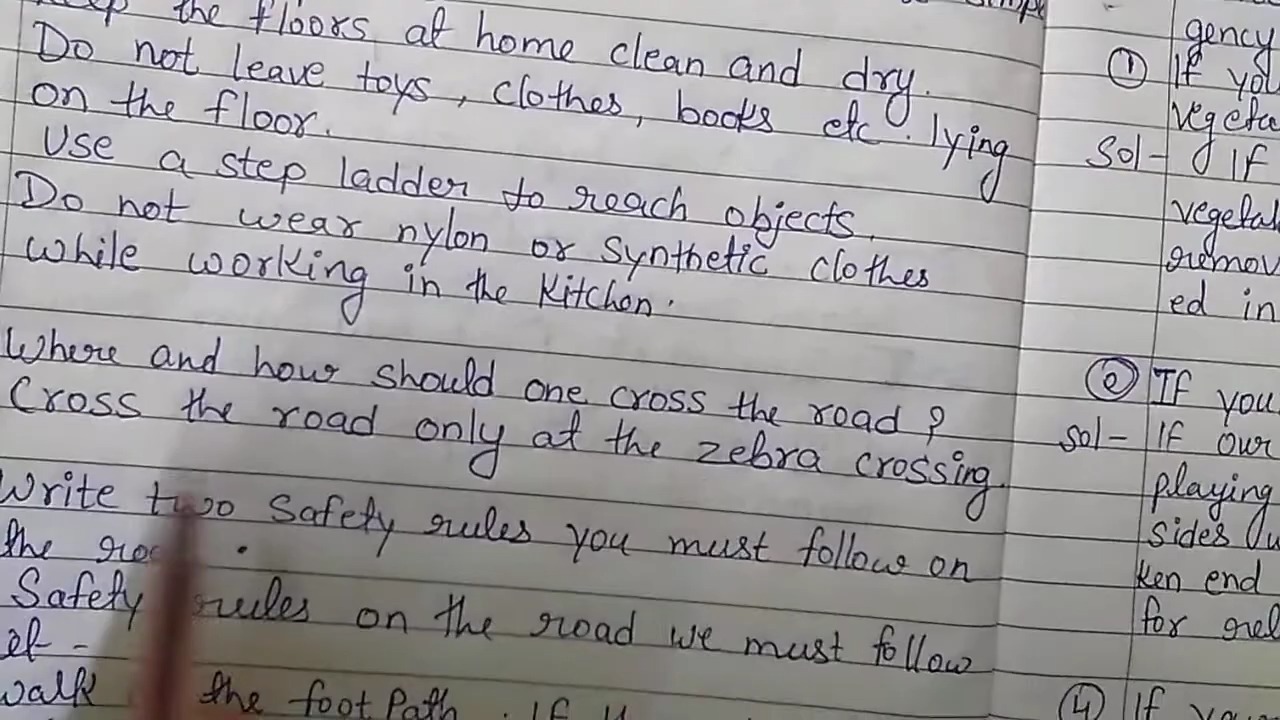 the floors at home clean and dry.
Do not leave toys, clothes, books etc. lying
on the floor.
Use a step ladder to reach objects.
Do not wear nylon or synthetic clothes
while working in the kitchen.
Where and how should one cross the road?
Cross the road only at the zebra crossing.
Write two safety rules you must follow on
the
Safety rules on the road we must follow
walk the foot path. If
gency
① If you
Sol- If
vegetal
remov
ed in
② If you
Sol- If our
playing
sides
ken end
for
④ If